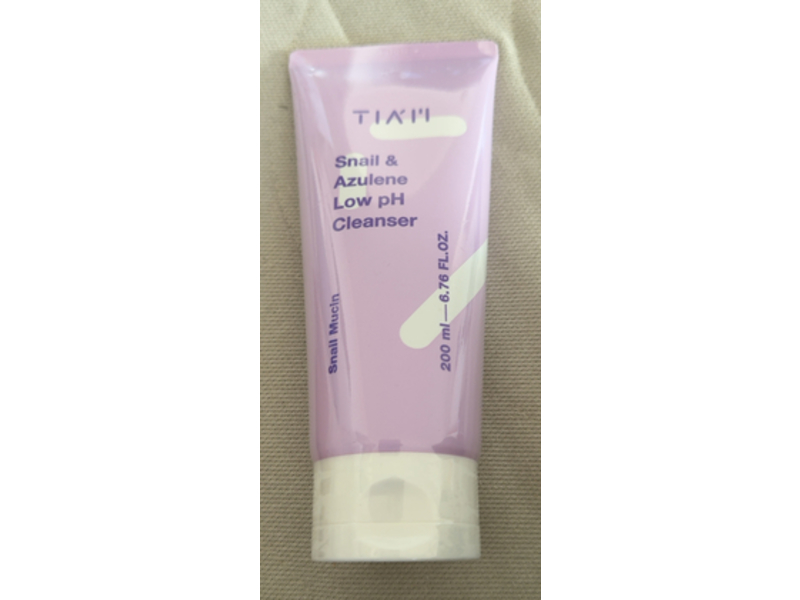 TIA'M
Snail &
Azulene
Low pH
Cleanser
Snail Mucin
200 ml—6.76 FL.OZ.